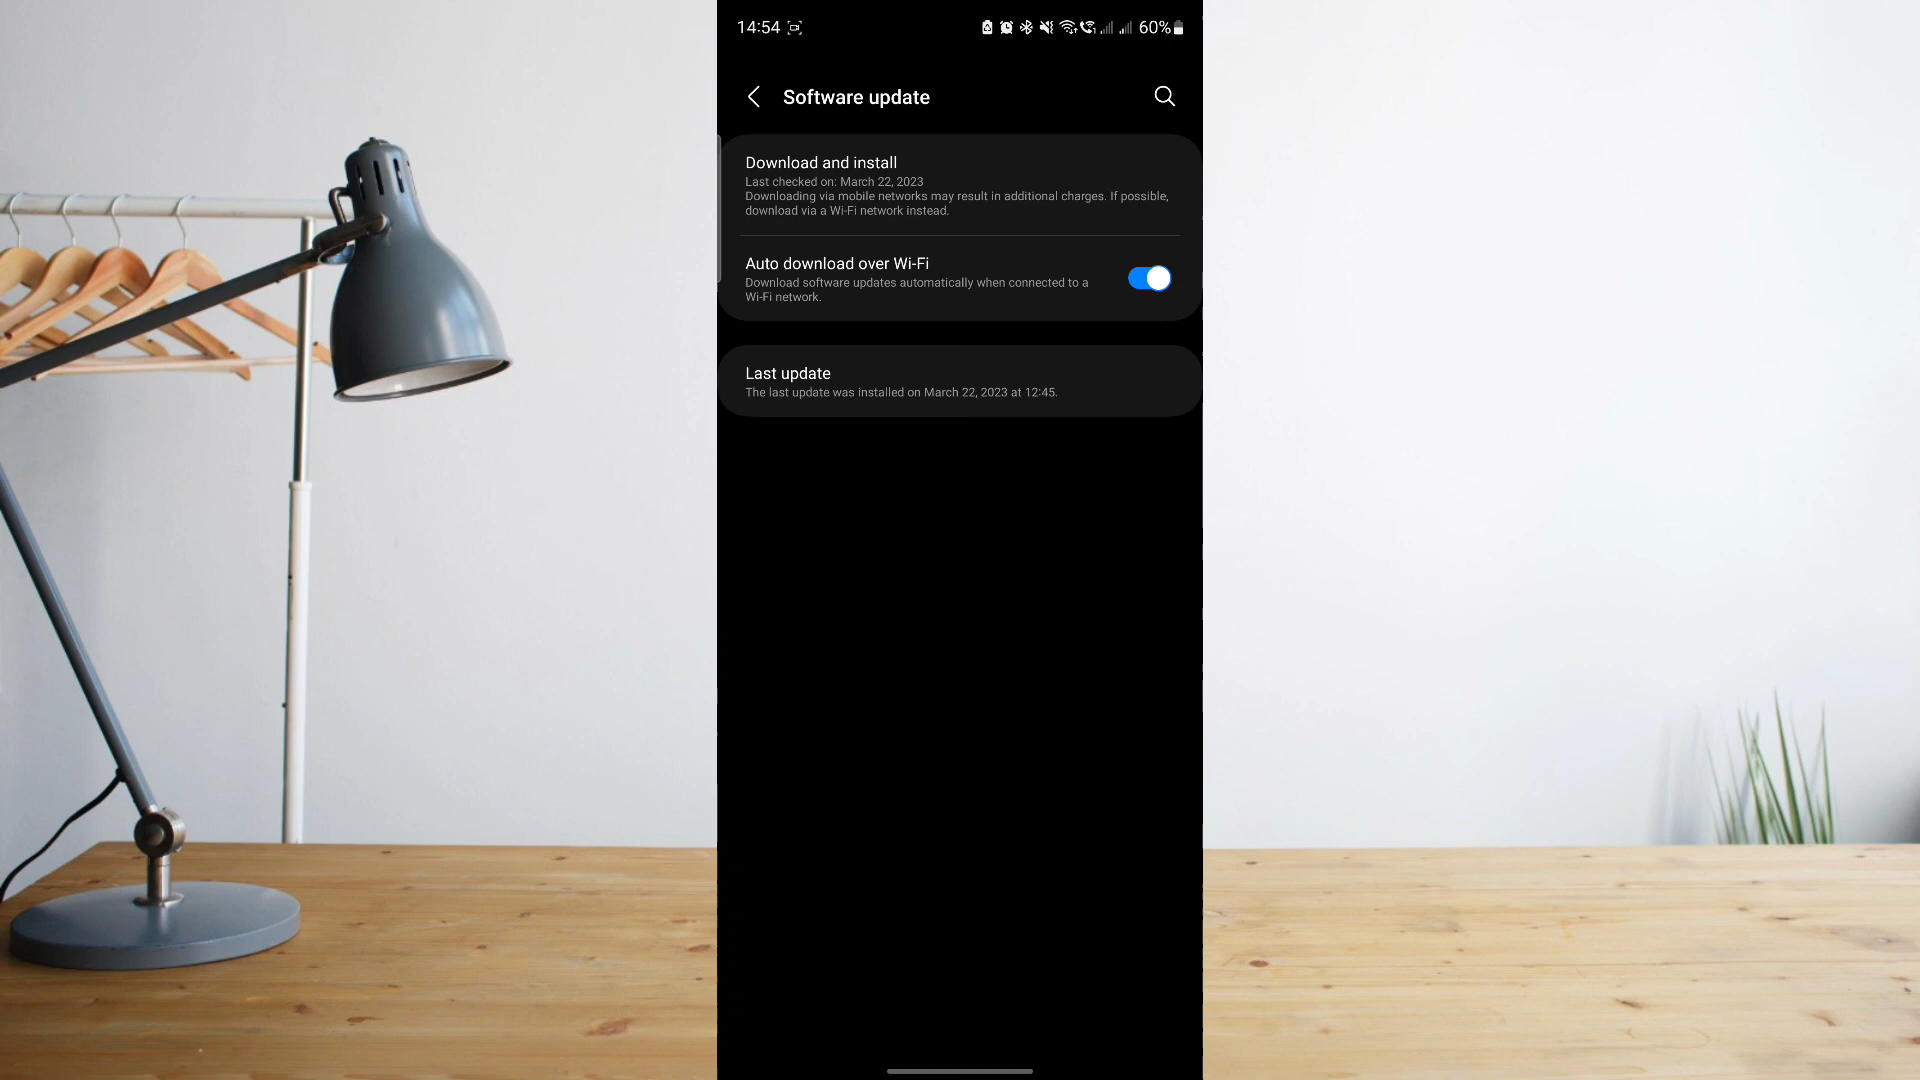 14:54
60%
Software update
Download and install
Last checked on: March 22, 2023
Downloading via mobile networks may result in additional charges. If possible,
download via a Wi-Fi network instead.
Auto download over Wi-Fi
Download software updates automatically when connected to a
Wi-Fi network.
Last update
The last update was installed on March 22, 2023 at 12:45.